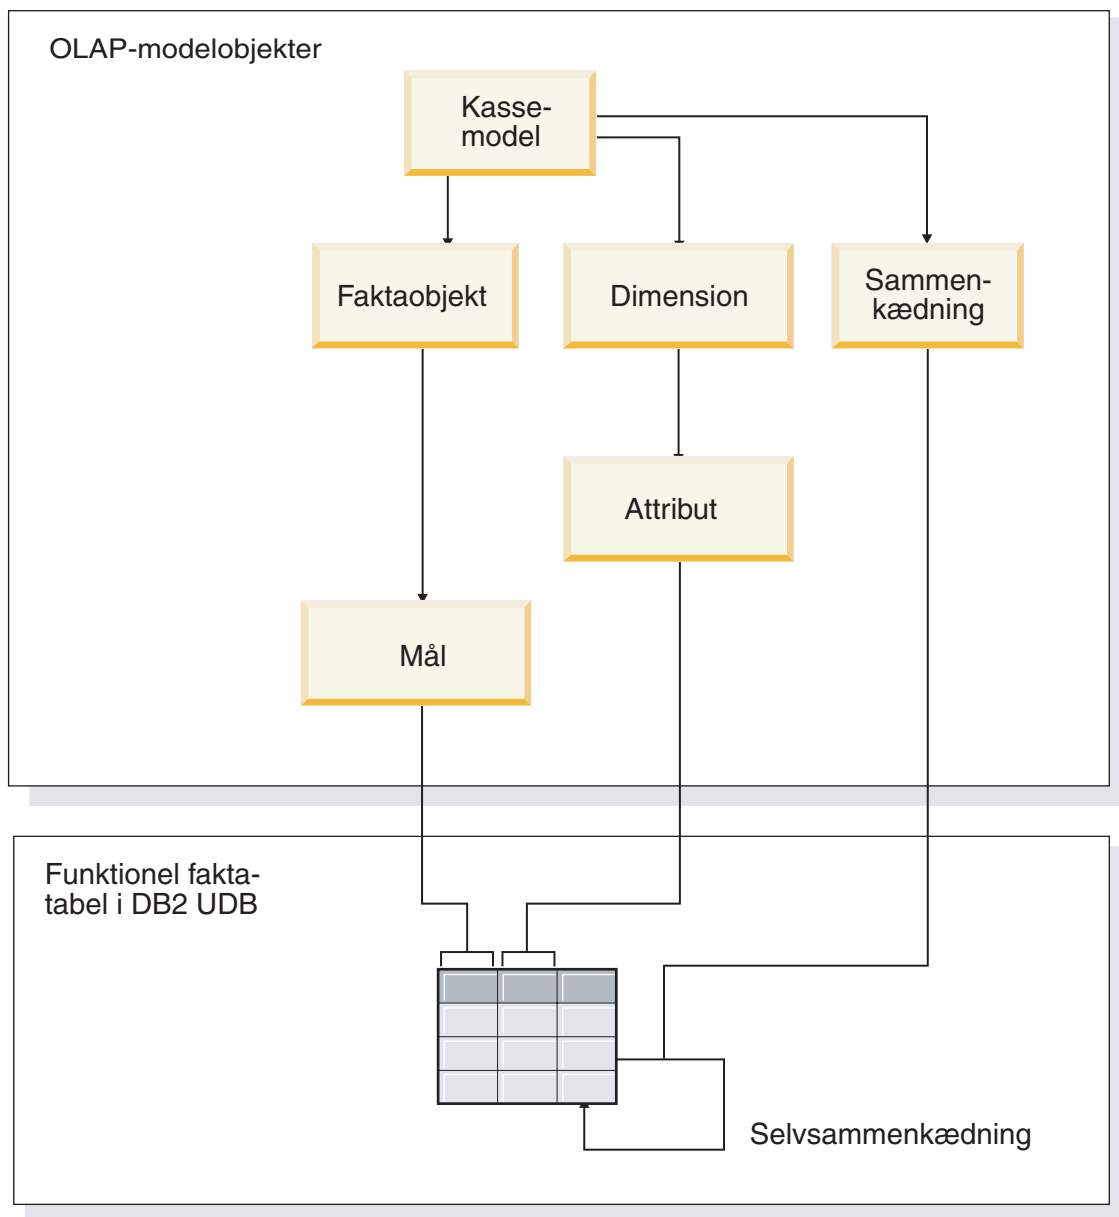 OLAP-modelobjekter
Kasse-
model
Faktaobjekt
Dimension
Sammen-
kædning
Attribut
Mål
Funktionel fakta-
tabel i DB2 UDB
Selvsammenkædning